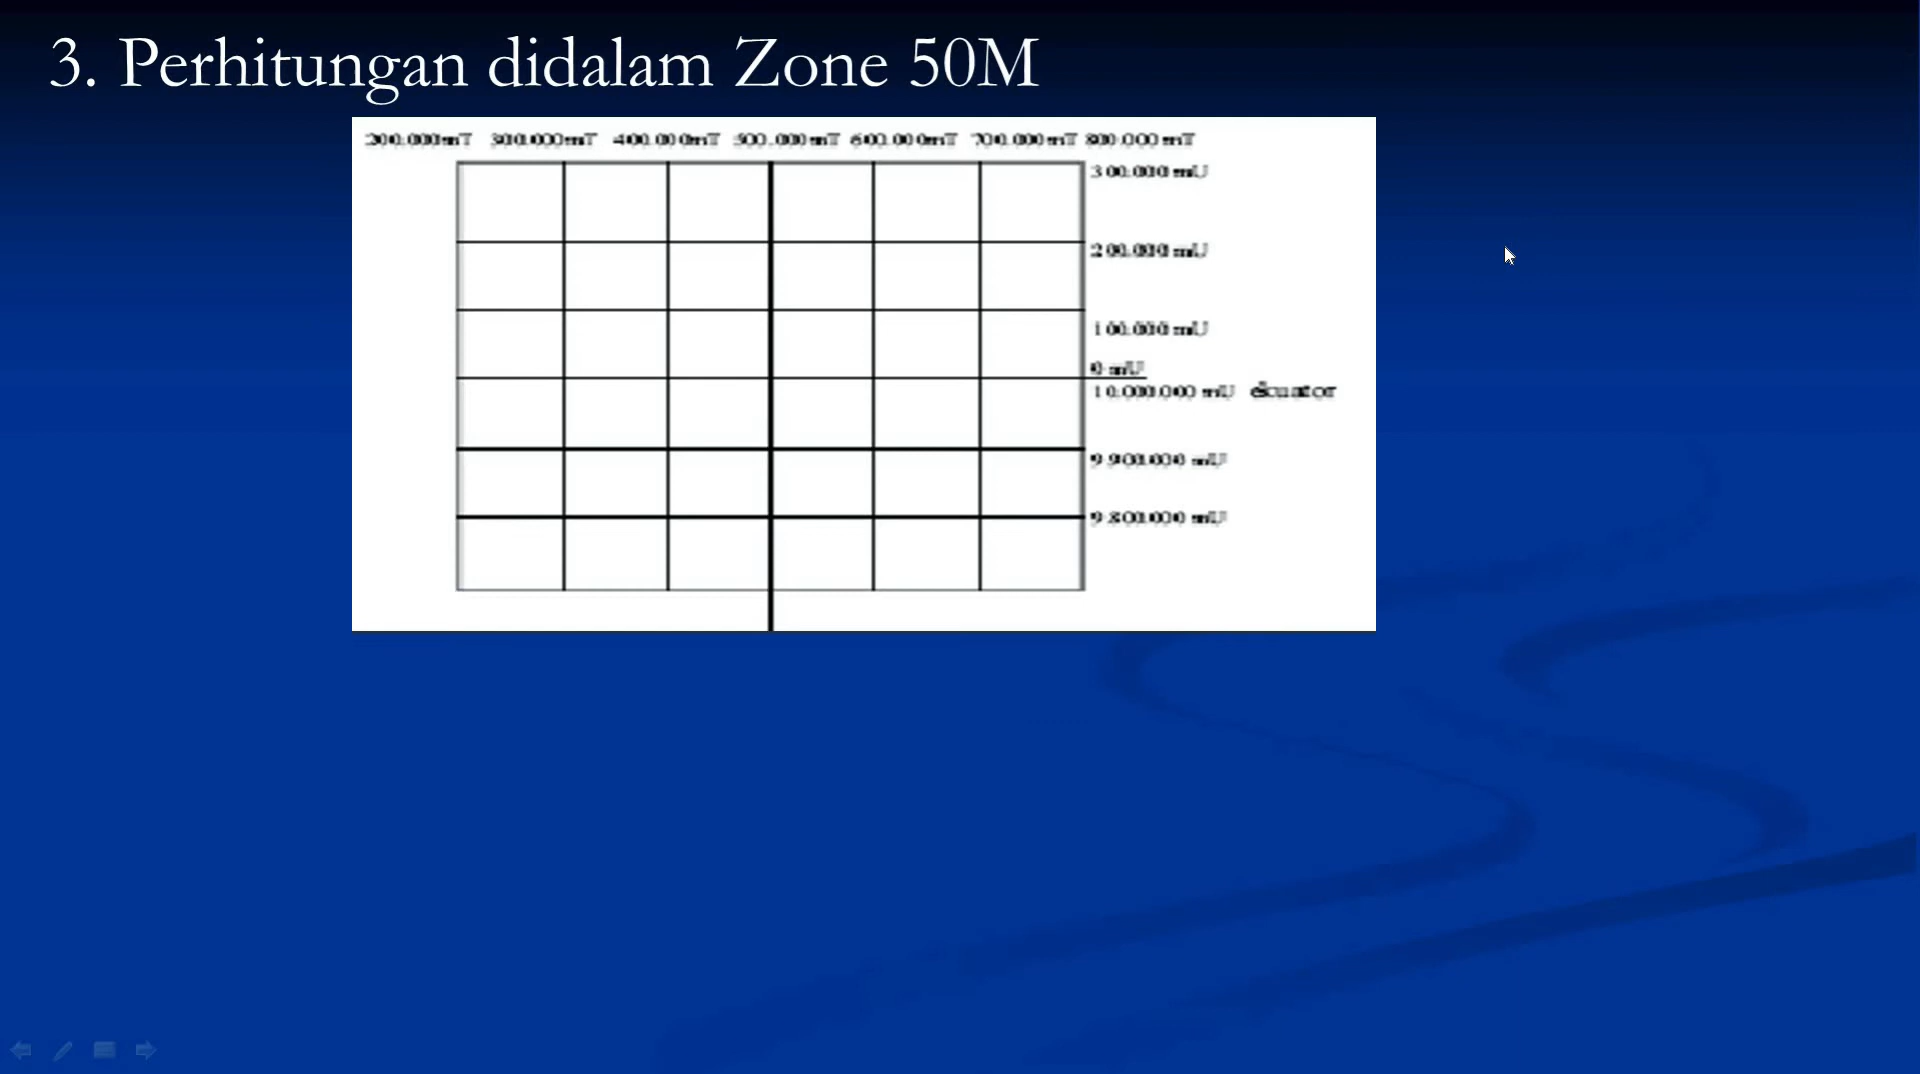 3. Perhitungan didalam Zone 50M
200.000mT 300.000mT 400.000mT 500.000mT 600.000mT 700.000mT 800.000 mT
300.000 mU
200.000 mU
100.000 mU
0 mU
10.000.000 mU ekuator
9.900.000 mU
9.800.000 mU